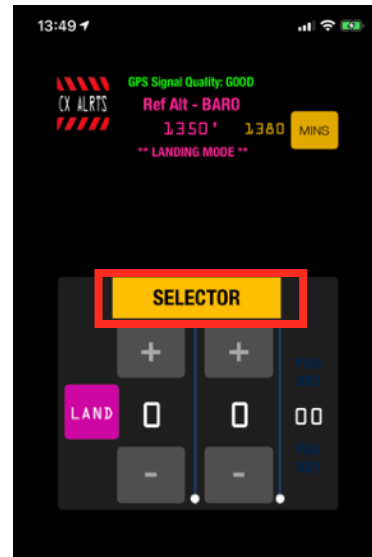 13:49
CX ALRTS
GPS Signal Quality: GOOD
Ref Alt - BARO
1350' 1380 MINS
** LANDING MODE **
SELECTOR
+ +
LAND 0 0 00
- -